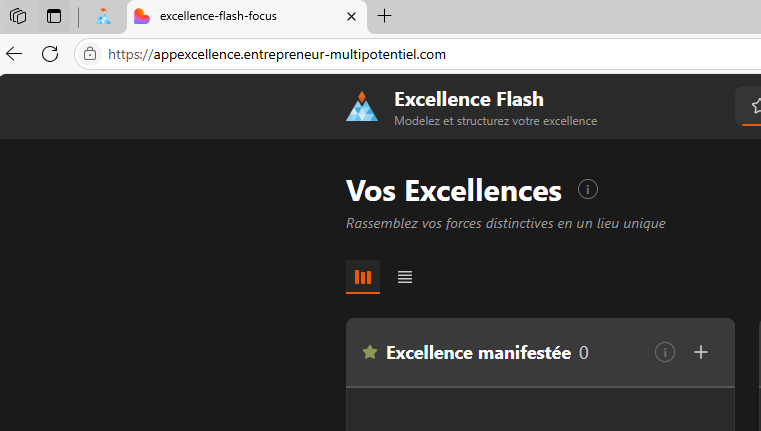 excellence-flash-focus
https://appexcellence.entrepreneur-multipotentiel.com
Excellence Flash
Modelez et structurez votre excellence
Vos Excellences
Rassemblez vos forces distinctives en un lieu unique
Excellence manifestée 0